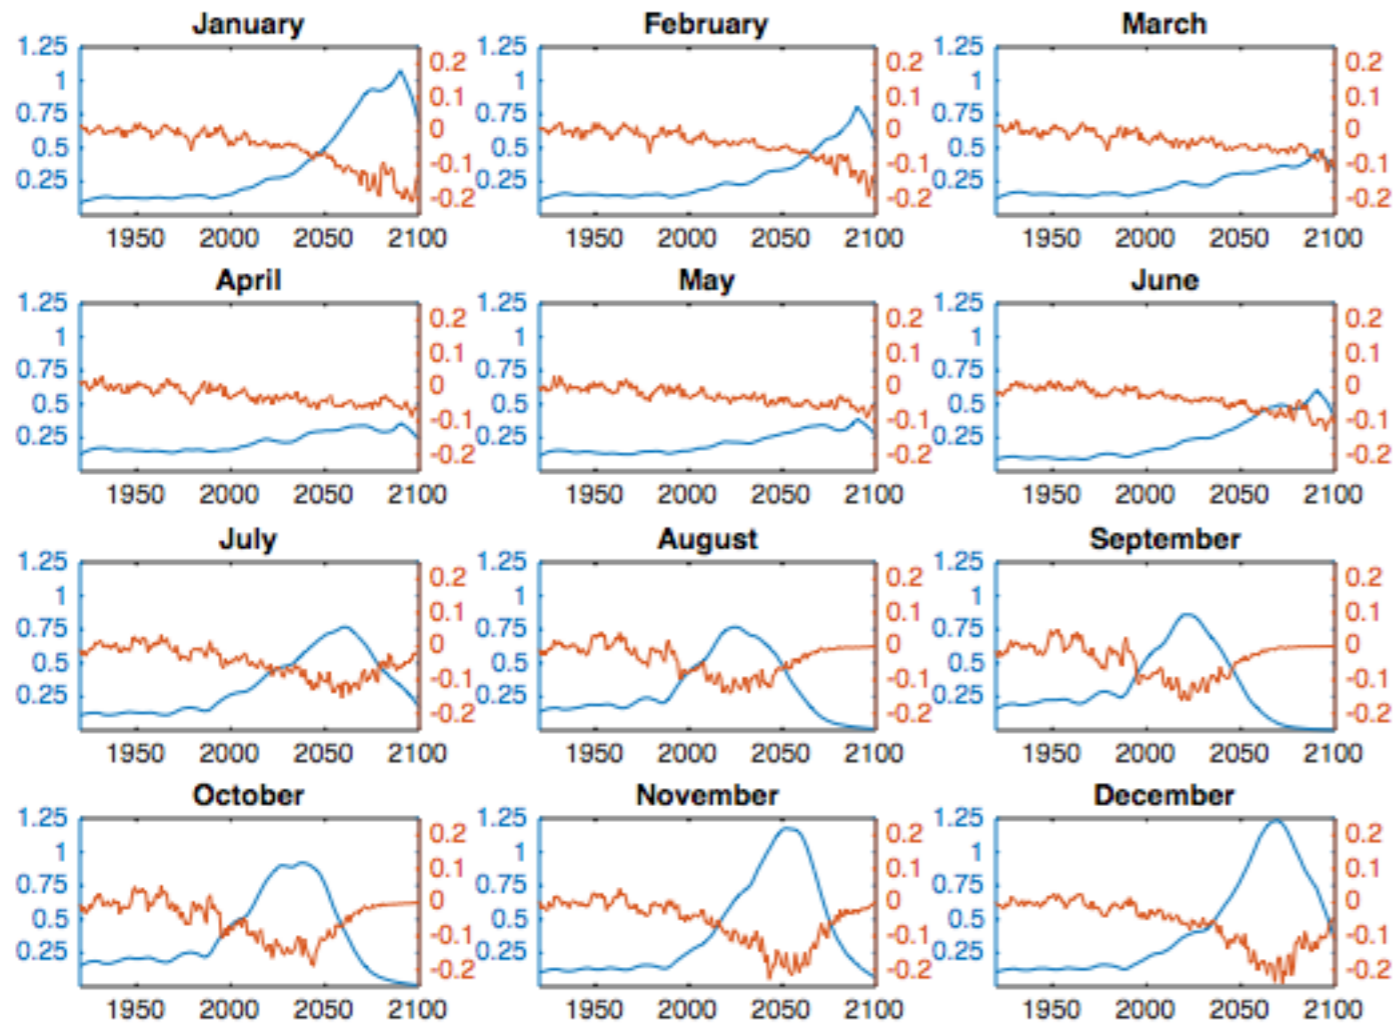 January February March
1.25 0.2 1.25 0.2 1.25 0.2
1 0.1 1 0.1 1 0.1
0.75 0 0.75 0 0.75 0
0.5 -0.1 0.5 -0.1 0.5 -0.1
0.25 -0.2 0.25 -0.2 0.25 -0.2
1950 2000 2050 2100 1950 2000 2050 2100 1950 2000 2050 2100
April May June
1.25 0.2 1.25 0.2 1.25 0.2
1 0.1 1 0.1 1 0.1
0.75 0 0.75 0 0.75 0
0.5 -0.1 0.5 -0.1 0.5 -0.1
0.25 -0.2 0.25 -0.2 0.25 -0.2
1950 2000 2050 2100 1950 2000 2050 2100 1950 2000 2050 2100
July August September
1.25 0.2 1.25 0.2 1.25 0.2
1 0.1 1 0.1 1 0.1
0.75 0 0.75 0 0.75 0
0.5 -0.1 0.5 -0.1 0.5 -0.1
0.25 -0.2 0.25 -0.2 0.25 -0.2
1950 2000 2050 2100 1950 2000 2050 2100 1950 2000 2050 2100
October November December
1.25 0.2 1.25 0.2 1.25 0.2
1 0.1 1 0.1 1 0.1
0.75 0 0.75 0 0.75 0
0.5 -0.1 0.5 -0.1 0.5 -0.1
0.25 -0.2 0.25 -0.2 0.25 -0.2
1950 2000 2050 2100 1950 2000 2050 2100 1950 2000 2050 2100